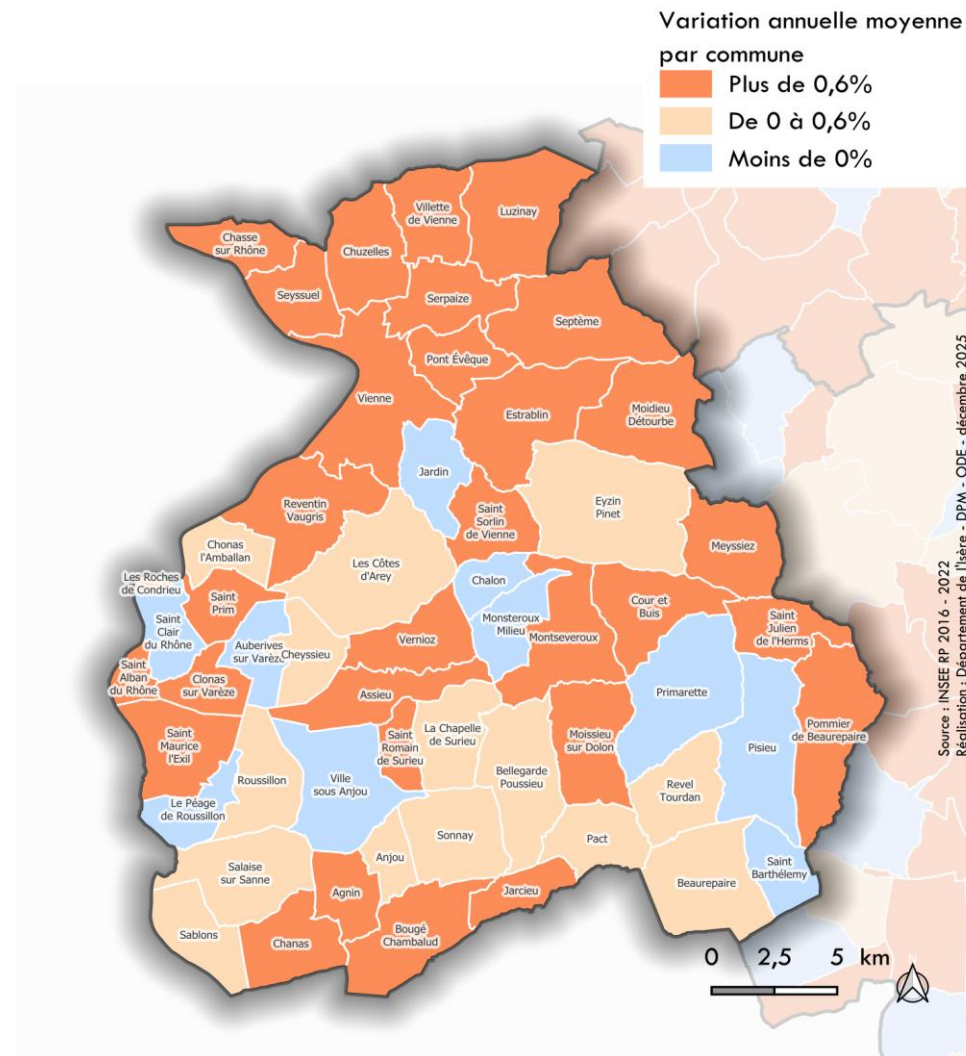 Variation annuelle moyenne
par commune
Plus de 0,6%
De 0 à 0,6%
Moins de 0%
Villette
de Vienne
Luzinay
Chasse
sur Rhône
Chuzelles
Seyssuel
Serpaize
Septème
Pont Évêque
Vienne
Estrablin
Moidieu
Détourbe
Jardin
Reventin
Vaugris
Saint
Sorlin
de Vienne
Eyzin
Pinet
Meyssiez
Chonas
l'Amballan
Les Côtes
d'Arey
Les Roches
de Condrieu
Chalon
Saint
Prim
Cour et
Buis
Saint
Julien
de l'Herms
Saint
Clair
du Rhône
Auberives
sur Varèze
Cheyssieu
Vernioz
Monsteroux
Milieu
Montseveroux
Saint
Alban
du Rhône
Clonas
sur Varèze
Assieu
Primarette
Pommier
de Beaurepaire
Saint
Maurice
l'Exil
Saint
Romain
de Surieu
La Chapelle
de Surieu
Moissieu
sur Dolon
Pisieu
Roussillon
Ville
sous Anjou
Bellegarde
Poussieu
Revel
Tourdan
Le Péage
de Roussillon
Sonnay
Pact
Salaise
sur Sanne
Anjou
Saint
Barthélemy
Beaurepaire
Agnin
Jarcieu
Sablons
Chanas
Bougé
Chambalud
0 2,5 5 km
N
Source : INSEE RP 2016 - 2022
Réalisation : Département de l'Isère - DPM - ODE - décembre 2025